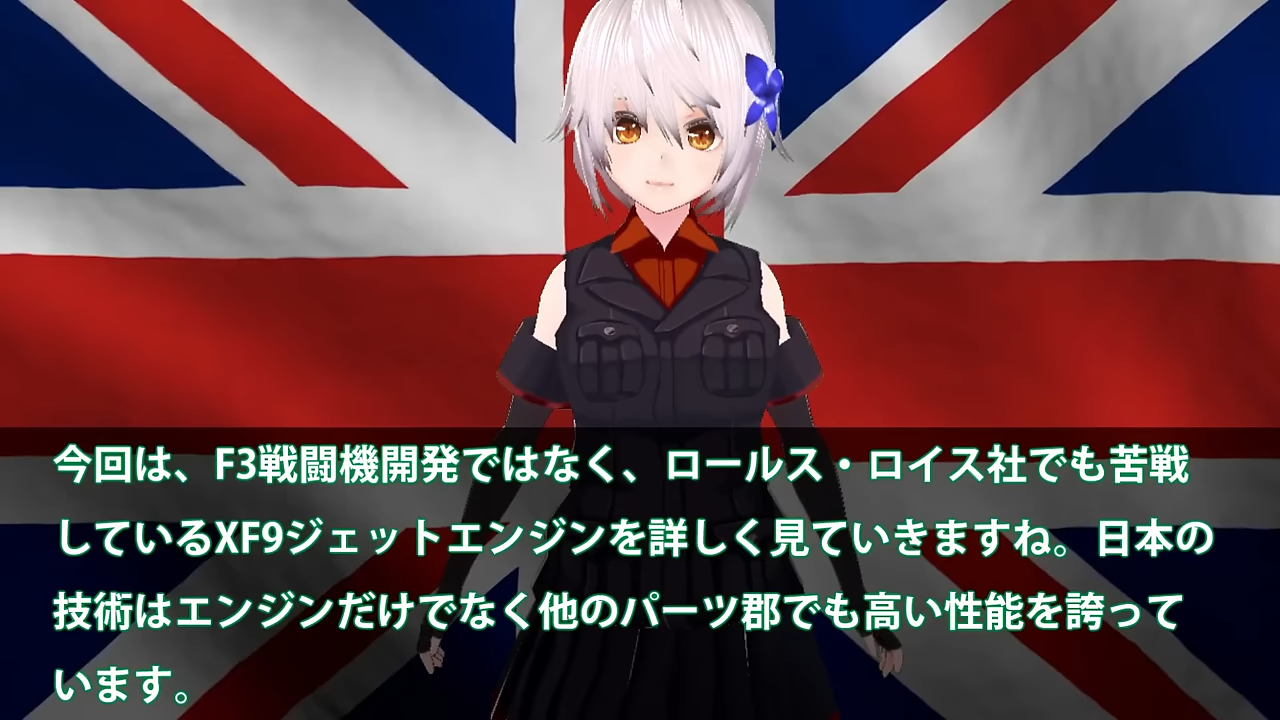 今回は、F3戦闘機開発ではなく、ロールス・ロイス社でも苦戦
しているXF9ジェットエンジンを詳しく見ていきますね。日本の
技術はエンジンだけでなく他のパーツ郡でも高い性能を誇って
います。